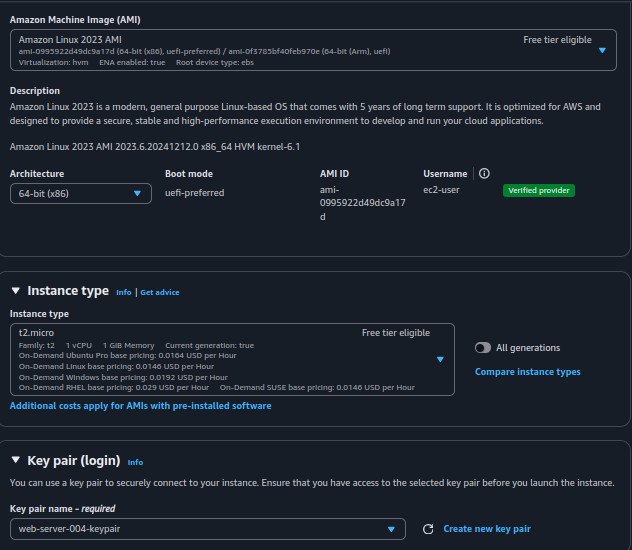 Amazon Machine Image (AMI)
Amazon Linux 2023 AMI Free tier eligible
ami-0995922d49dc9a17d (64-bit (x86), uefi-preferred) / ami-0f3785bf40feb970e (64-bit (Arm), uefi)
Virtualization: hvm ENA enabled: true Root device type: ebs
Description
Amazon Linux 2023 is a modern, general purpose Linux-based OS that comes with 5 years of long term support. It is optimized for AWS and
designed to provide a secure, stable and high-performance execution environment to develop and run your cloud applications.
Amazon Linux 2023 AMI 2023.6.20241212.0 x86_64 HVM kernel-6.1
Architecture Boot mode AMI ID Username
64-bit (x86) uefi-preferred ami- ec2-user Verified provider
0995922d49dc9a17
d
Instance type Info | Get advice
Instance type
t2.micro Free tier eligible
Family: t2 1 vCPU 1 GiB Memory Current generation: true
On-Demand Ubuntu Pro base pricing: 0.0164 USD per Hour
On-Demand Linux base pricing: 0.0146 USD per Hour
On-Demand Windows base pricing: 0.0192 USD per Hour
On-Demand RHEL base pricing: 0.029 USD per Hour On-Demand SUSE base pricing: 0.0146 USD per Hour
All generations
Compare instance types
Additional costs apply for AMIs with pre-installed software
Key pair (login) Info
You can use a key pair to securely connect to your instance. Ensure that you have access to the selected key pair before you launch the instance.
Key pair name - required
web-server-004-keypair Create new key pair